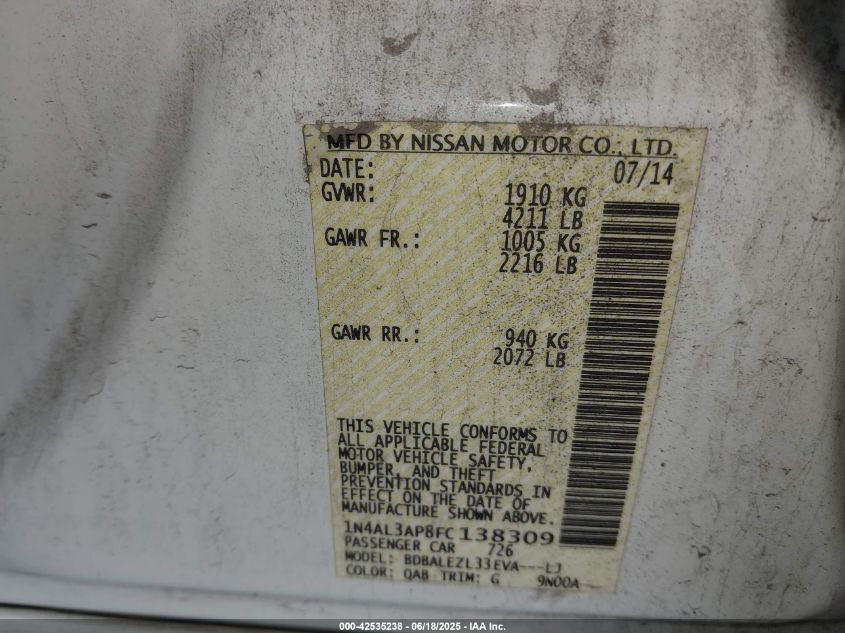 MFD BY NISSAN MOTOR CO., LTD.
DATE: 07/14
GVWR: 1910 KG
4211 LB
GAWR FR.: 1005 KG
2216 LB
GAWR RR.: 940 KG
2072 LB
THIS VEHICLE CONFORMS TO
ALL APPLICABLE FEDERAL
MOTOR VEHICLE SAFETY,
BUMPER, AND THEFT
PREVENTION STANDARDS IN
EFFECT ON THE DATE OF
MANUFACTURE SHOWN ABOVE.
1N4AL3AP8FC138309
PASSENGER CAR 726
MODEL: BDBALEZL33EVA---LJ
COLOR: QAB TRIM: G 9N00A
000-42535238 - 06/18/2025 - IAA Inc.